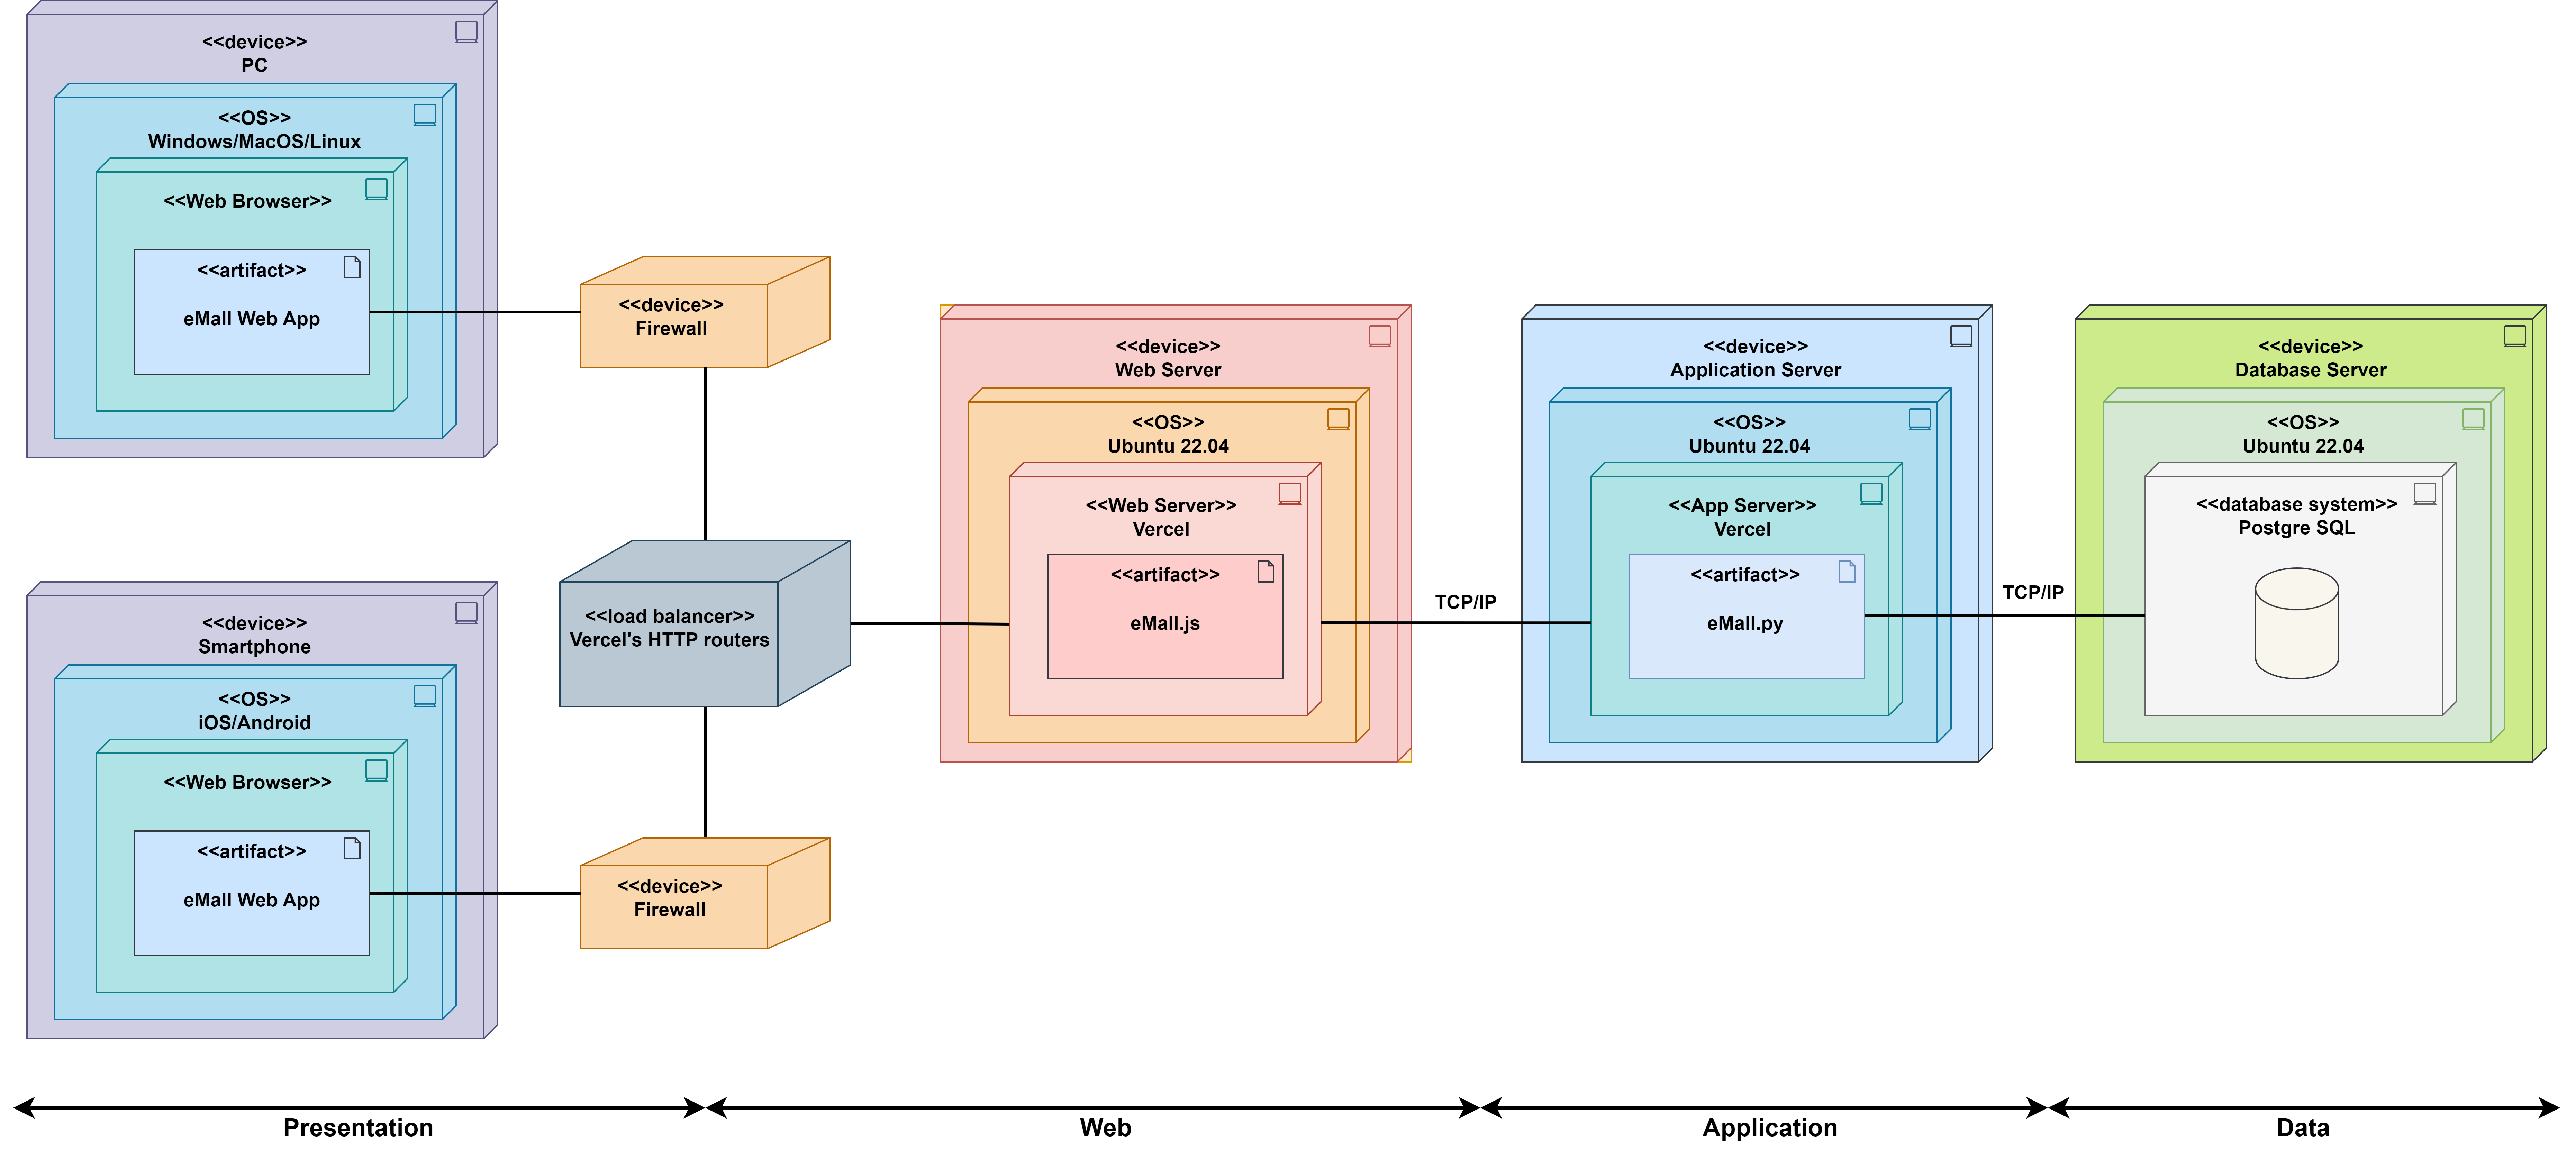 <<device>>
PC
<<OS>>
Windows/MacOS/Linux
<<Web Browser>>
<<artifact>>
eMall Web App
<<device>>
Firewall
<<device>>
Smartphone
<<OS>>
iOS/Android
<<Web Browser>>
<<artifact>>
eMall Web App
<<device>>
Firewall
<<load balancer>>
Vercel's HTTP routers
<<device>>
Web Server
<<OS>>
Ubuntu 22.04
<<Web Server>>
Vercel
<<artifact>>
eMall.js
TCP/IP
<<device>>
Application Server
<<OS>>
Ubuntu 22.04
<<App Server>>
Vercel
<<artifact>>
eMall.py
TCP/IP
<<device>>
Database Server
<<OS>>
Ubuntu 22.04
<<database system>>
Postgre SQL
Presentation
Web
Application
Data